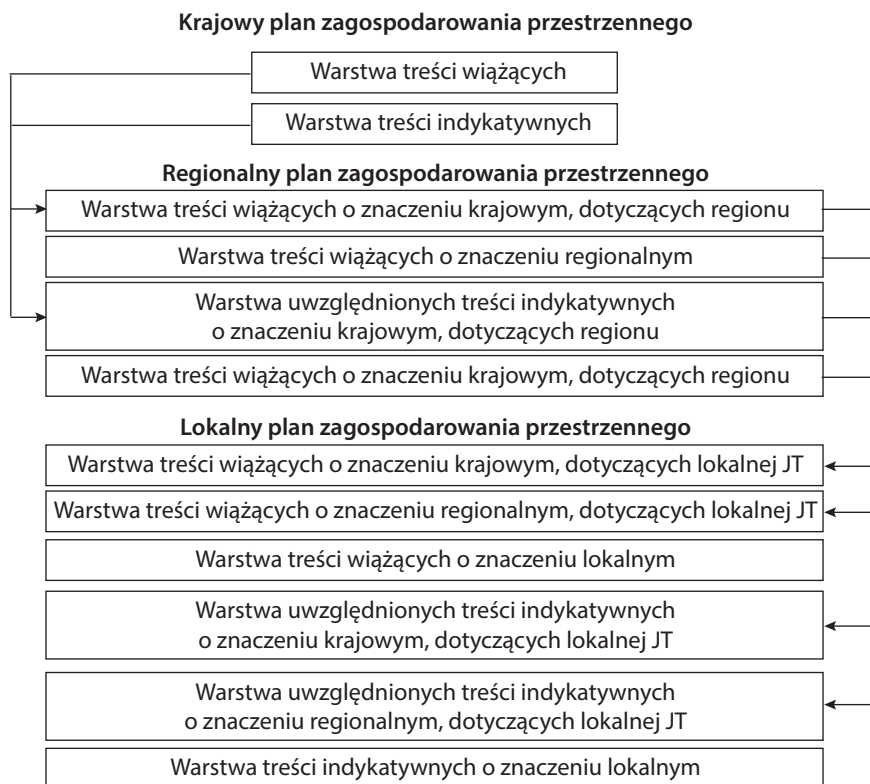 Krajowy plan zagospodarowania przestrzennego
Warstwa treści wiążących
Warstwa treści indykatywnych
Regionalny plan zagospodarowania przestrzennego
Warstwa treści wiążących o znaczeniu krajowym, dotyczących regionu
Warstwa treści wiążących o znaczeniu regionalnym
Warstwa uwzględnionych treści indykatywnych
o znaczeniu krajowym, dotyczących regionu
Warstwa treści wiążących o znaczeniu krajowym, dotyczących regionu
Lokalny plan zagospodarowania przestrzennego
Warstwa treści wiążących o znaczeniu krajowym, dotyczących lokalnej JT
Warstwa treści wiążących o znaczeniu regionalnym, dotyczących lokalnej JT
Warstwa treści wiążących o znaczeniu lokalnym
Warstwa uwzględnionych treści indykatywnych
o znaczeniu krajowym, dotyczących lokalnej JT
Warstwa uwzględnionych treści indykatywnych
o znaczeniu regionalnym, dotyczących lokalnej JT
Warstwa treści indykatywnych o znaczeniu lokalnym